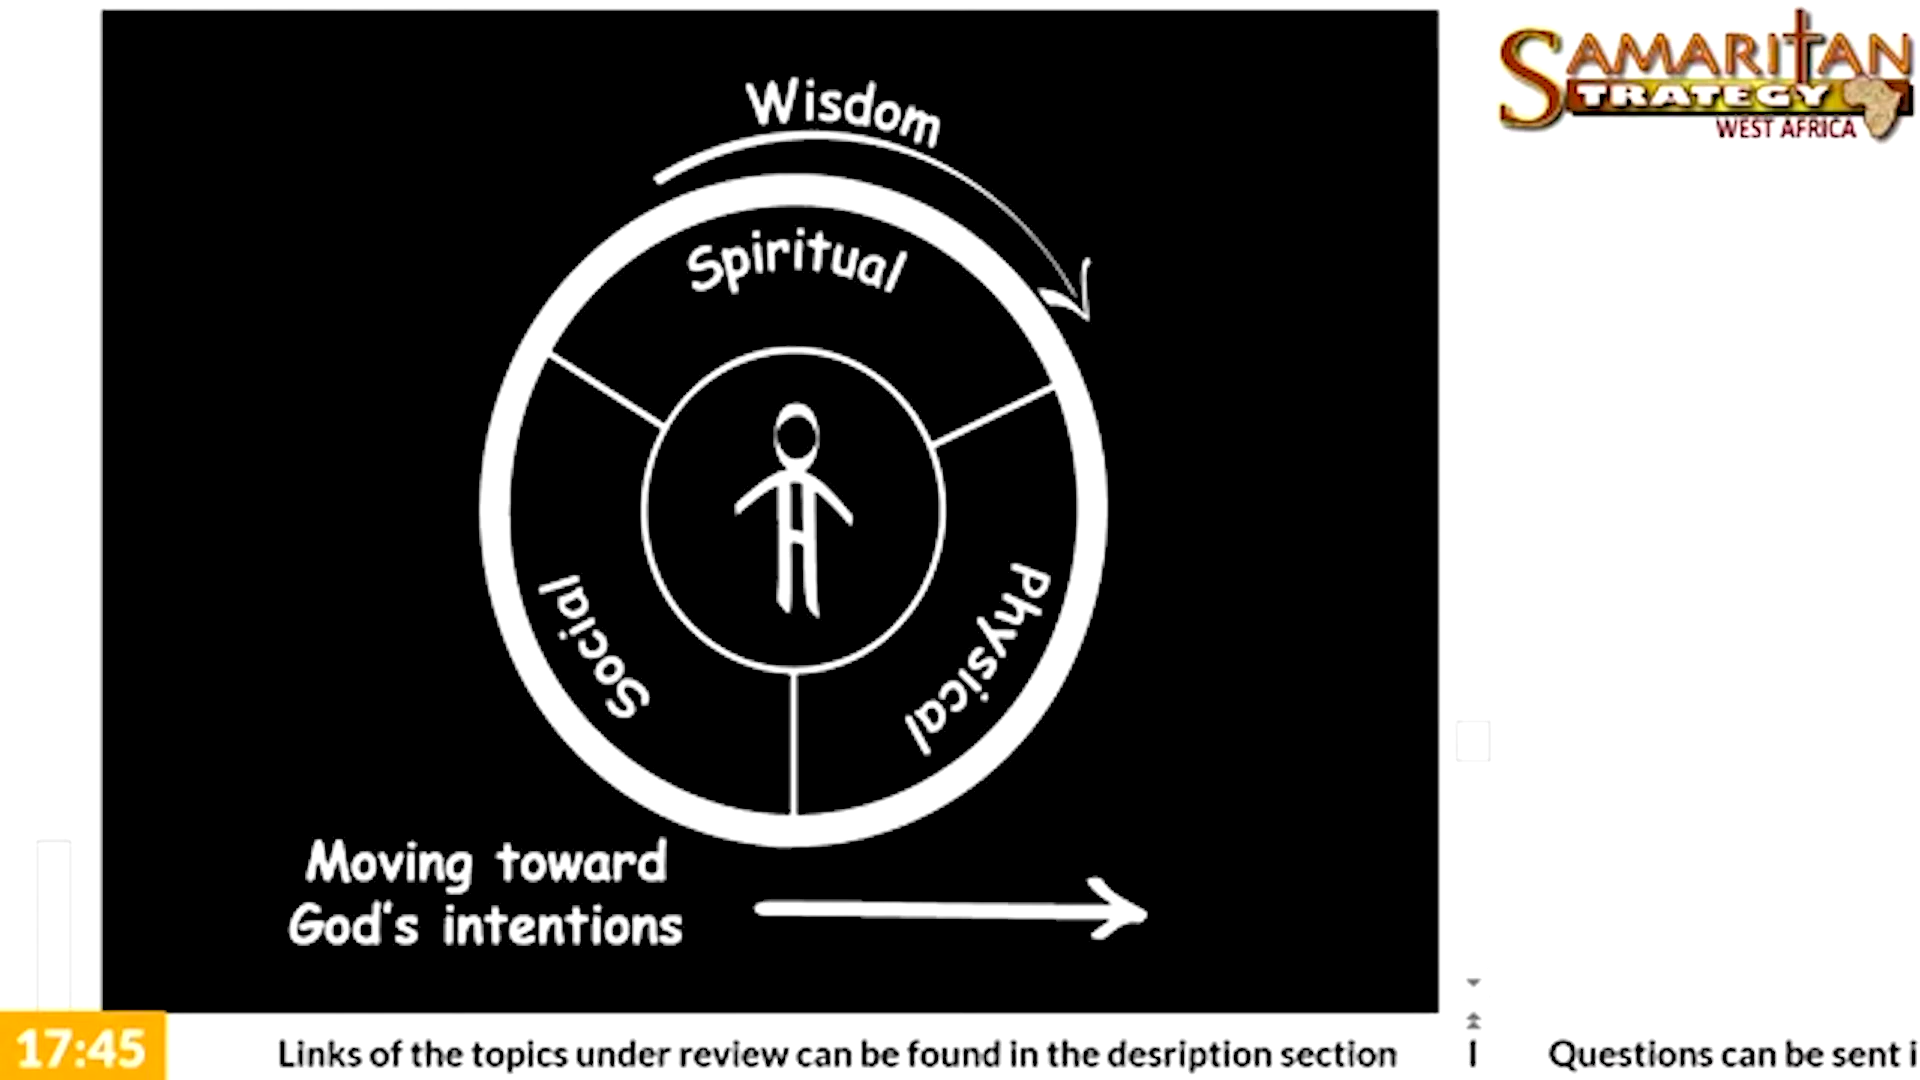 Wisdom
Spiritual
Social
Physical
Moving toward
God's intentions
SAMARITAN
STRATEGY
WEST AFRICA
17:45
Links of the topics under review can be found in the desription section
|
Questions can be sent i